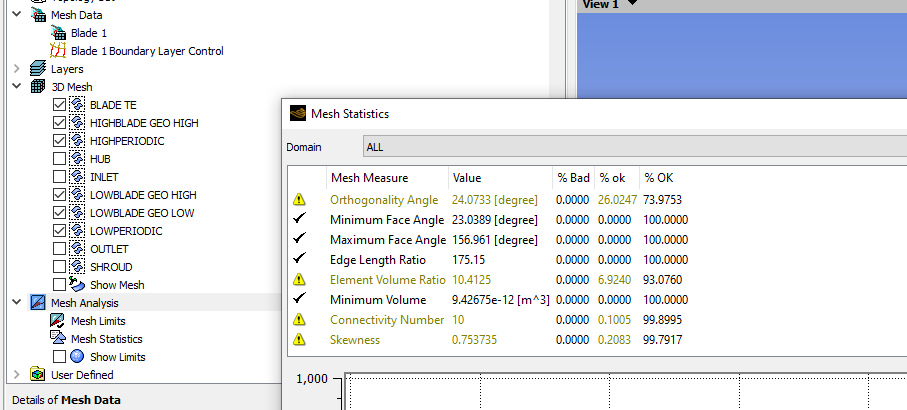 View 1
Mesh Data
Blade 1
Blade 1 Boundary Layer Control
Layers
3D Mesh
BLADE TE
HIGHBLADE GEO HIGH
HIGHPERIODIC
HUB
INLET
LOWBLADE GEO HIGH
LOWBLADE GEO LOW
LOWPERIODIC
OUTLET
SHROUD
Show Mesh
Mesh Analysis
Mesh Limits
Mesh Statistics
Show Limits
User Defined
Details of Mesh Data
Mesh Statistics
Domain ALL
Mesh Measure Value % Bad % ok % OK
Orthogonality Angle 24.0733 [degree] 0.0000 26.0247 73.9753
Minimum Face Angle 23.0389 [degree] 0.0000 0.0000 100.0000
Maximum Face Angle 156.961 [degree] 0.0000 0.0000 100.0000
Edge Length Ratio 175.15 0.0000 0.0000 100.0000
Element Volume Ratio 10.4125 0.0000 6.9240 93.0760
Minimum Volume 9.42675e-12 [m^3] 0.0000 0.0000 100.0000
Connectivity Number 10 0.0000 0.1005 99.8995
Skewness 0.753735 0.0000 0.2083 99.7917
1,000